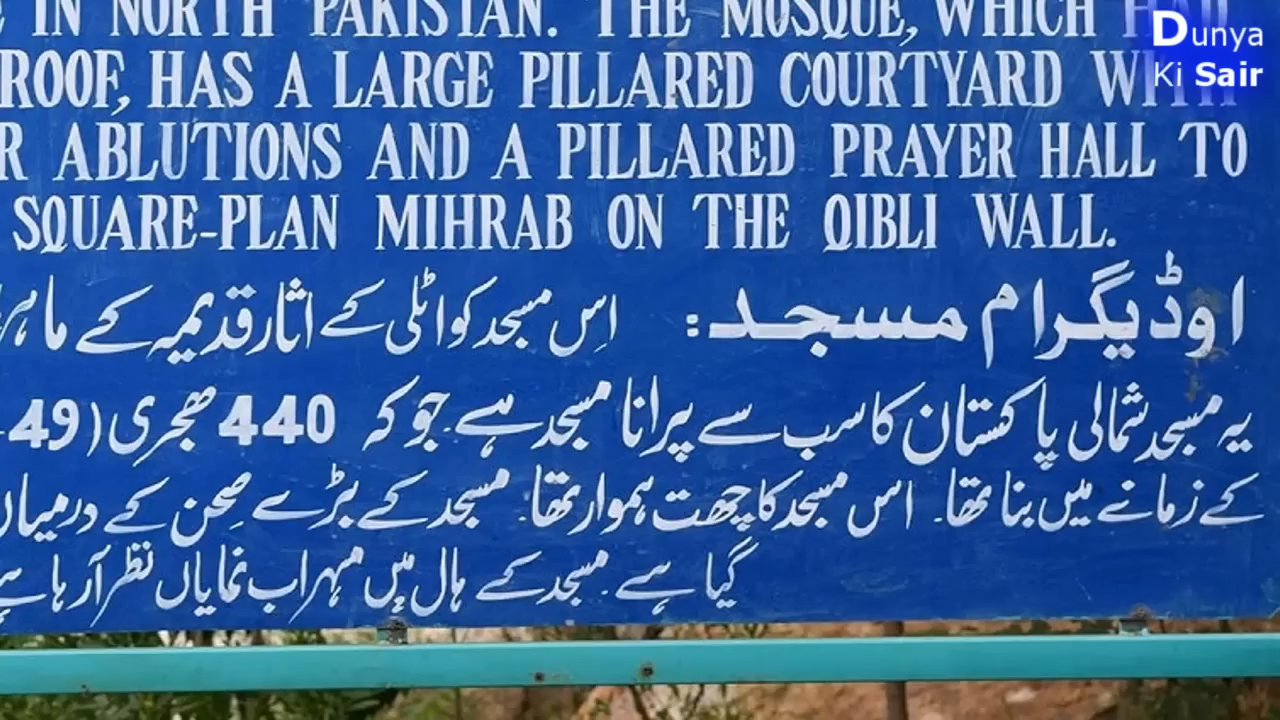 IN NORTH PAKISTAN. THE MOSQUE, WHICH HAD
ROOF, HAS A LARGE PILLARED COURTYARD WITH
R ABLUTIONS AND A PILLARED PRAYER HALL TO
SQUARE-PLAN MIHRAB ON THE QIBLI WALL.
اوڈیگرام مسجد: اِس مسجد کو اٹلی کے اثار قدیمہ کے ماہر
یہ مسجد شمالی پاکستان کا سب سے پرانا مسجد ہے۔ جو کہ 440 ھجری (49
کے زمانے میں بنا تھا۔ اس مسجد کا چھت ہموار تھا۔ مسجد کے بڑے صحن کے درمیان
گیا ہے۔ مسجد کے ہال میں مہراب نمایاں نظر آرہا ہے
Dunya
Ki Sair